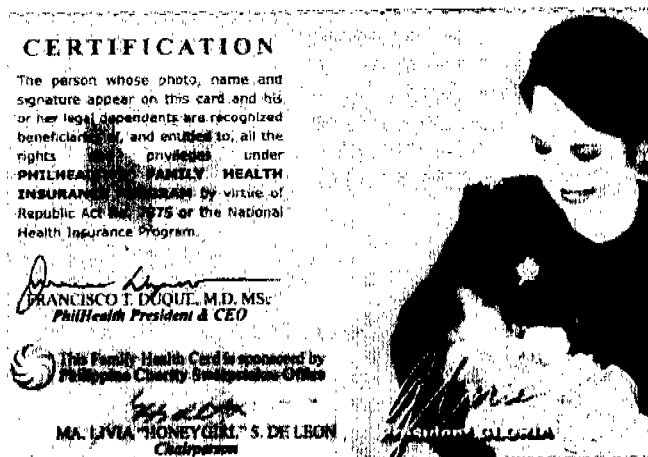 CERTIFICATION
The person whose photo, name and
signature appear on this card and his
or her legal dependents are recognized
beneficiaries of, and entitled to, all the
rights and privileges under
PHILHEALTH'S FAMILY HEALTH
INSURANCE PROGRAM by virtue of
Republic Act No. 7875 or the National
Health Insurance Program.
FRANCISCO T. DUQUE, M.D. MSc
PhilHealth President & CEO
This Family Health Card is sponsored by
Philippine Charity Sweepstakes Office
MA. LIVIA "HONEYGIRL" S. DE LEON
Chairperson
GLORIA